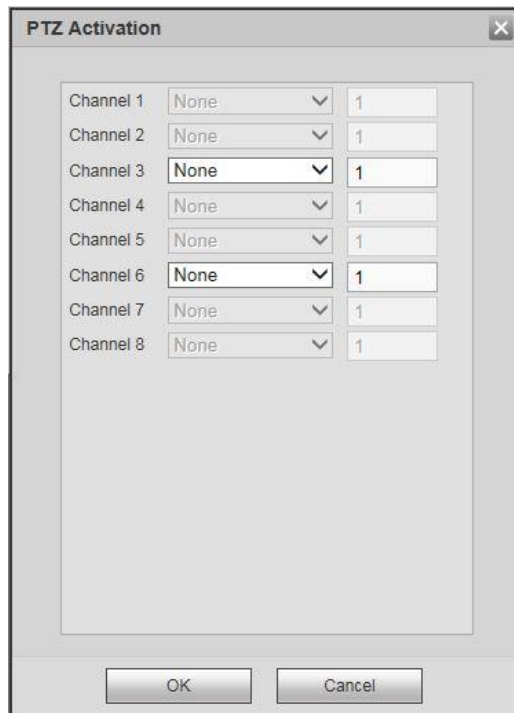 PTZ Activation
Channel 1 None 1
Channel 2 None 1
Channel 3 None 1
Channel 4 None 1
Channel 5 None 1
Channel 6 None 1
Channel 7 None 1
Channel 8 None 1
OK Cancel